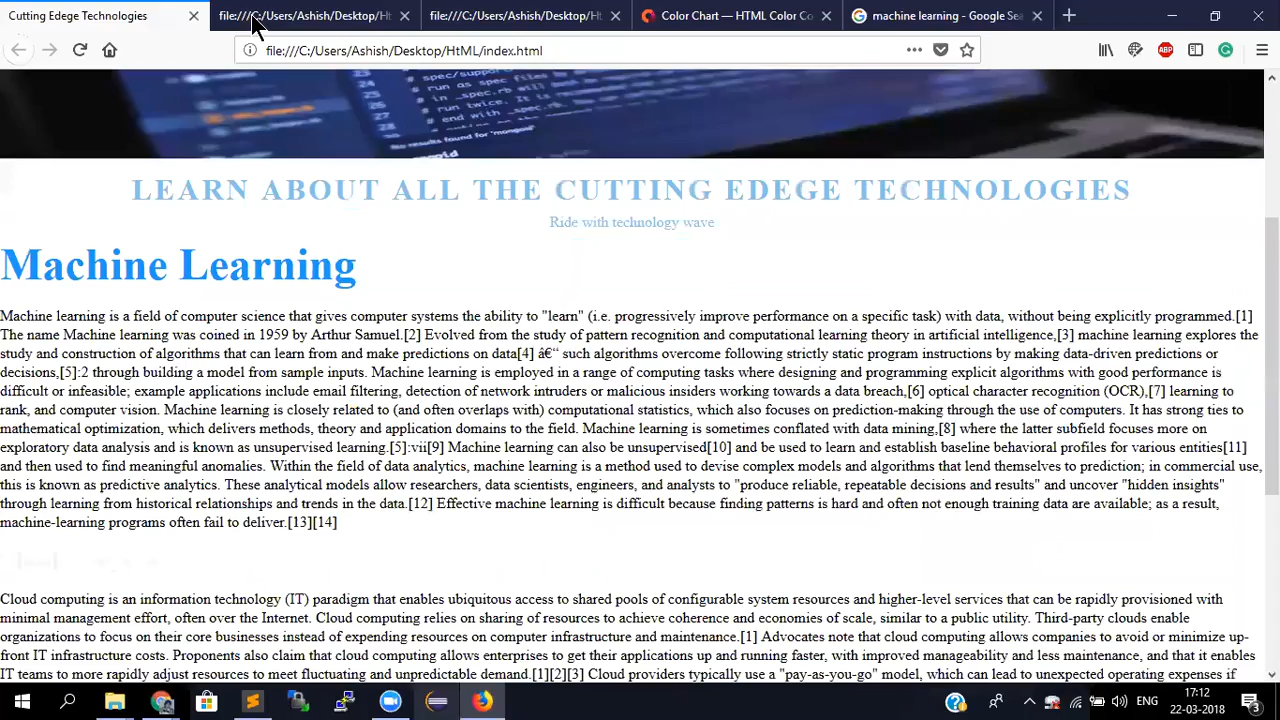 Cutting Edege Technologies
file:///C:/Users/Ashish/Desktop/Ht
file:///C:/Users/Ashish/Desktop/Ht
Color Chart — HTML Color Co
machine learning - Google Sea
file:///C:/Users/Ashish/Desktop/HtML/index.html
ABP
# run as spec files by
# in _spec.rb will
# run twice. It is
# end with _spec.rb.
No results found for 'mongoid'
LEARN ABOUT ALL THE CUTTING EDEGE TECHNOLOGIES
Ride with technology wave
Machine Learning
Machine learning is a field of computer science that gives computer systems the ability to "learn" (i.e. progressively improve performance on a specific task) with data, without being explicitly programmed.[1]
The name Machine learning was coined in 1959 by Arthur Samuel.[2] Evolved from the study of pattern recognition and computational learning theory in artificial intelligence,[3] machine learning explores the
study and construction of algorithms that can learn from and make predictions on data[4] â€“ such algorithms overcome following strictly static program instructions by making data-driven predictions or
decisions,[5]:2 through building a model from sample inputs. Machine learning is employed in a range of computing tasks where designing and programming explicit algorithms with good performance is
difficult or infeasible; example applications include email filtering, detection of network intruders or malicious insiders working towards a data breach,[6] optical character recognition (OCR),[7] learning to
rank, and computer vision. Machine learning is closely related to (and often overlaps with) computational statistics, which also focuses on prediction-making through the use of computers. It has strong ties to
mathematical optimization, which delivers methods, theory and application domains to the field. Machine learning is sometimes conflated with data mining,[8] where the latter subfield focuses more on
exploratory data analysis and is known as unsupervised learning.[5]:vii[9] Machine learning can also be unsupervised[10] and be used to learn and establish baseline behavioral profiles for various entities[11]
and then used to find meaningful anomalies. Within the field of data analytics, machine learning is a method used to devise complex models and algorithms that lend themselves to prediction; in commercial use,
this is known as predictive analytics. These analytical models allow researchers, data scientists, engineers, and analysts to "produce reliable, repeatable decisions and results" and uncover "hidden insights"
through learning from historical relationships and trends in the data.[12] Effective machine learning is difficult because finding patterns is hard and often not enough training data are available; as a result,
machine-learning programs often fail to deliver.[13][14]
Cloud computing is an information technology (IT) paradigm that enables ubiquitous access to shared pools of configurable system resources and higher-level services that can be rapidly provisioned with
minimal management effort, often over the Internet. Cloud computing relies on sharing of resources to achieve coherence and economies of scale, similar to a public utility. Third-party clouds enable
organizations to focus on their core businesses instead of expending resources on computer infrastructure and maintenance.[1] Advocates note that cloud computing allows companies to avoid or minimize up-
front IT infrastructure costs. Proponents also claim that cloud computing allows enterprises to get their applications up and running faster, with improved manageability and less maintenance, and that it enables
IT teams to more rapidly adjust resources to meet fluctuating and unpredictable demand.[1][2][3] Cloud providers typically use a "pay-as-you-go" model, which can lead to unexpected operating expenses if
ENG
17:12
22-03-2018
3